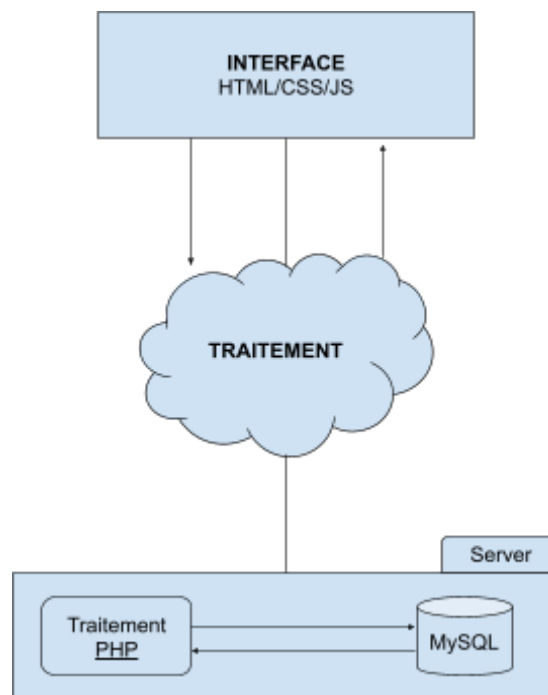 INTERFACE
HTML/CSS/JS
TRAITEMENT
Server
Traitement
PHP
MySQL